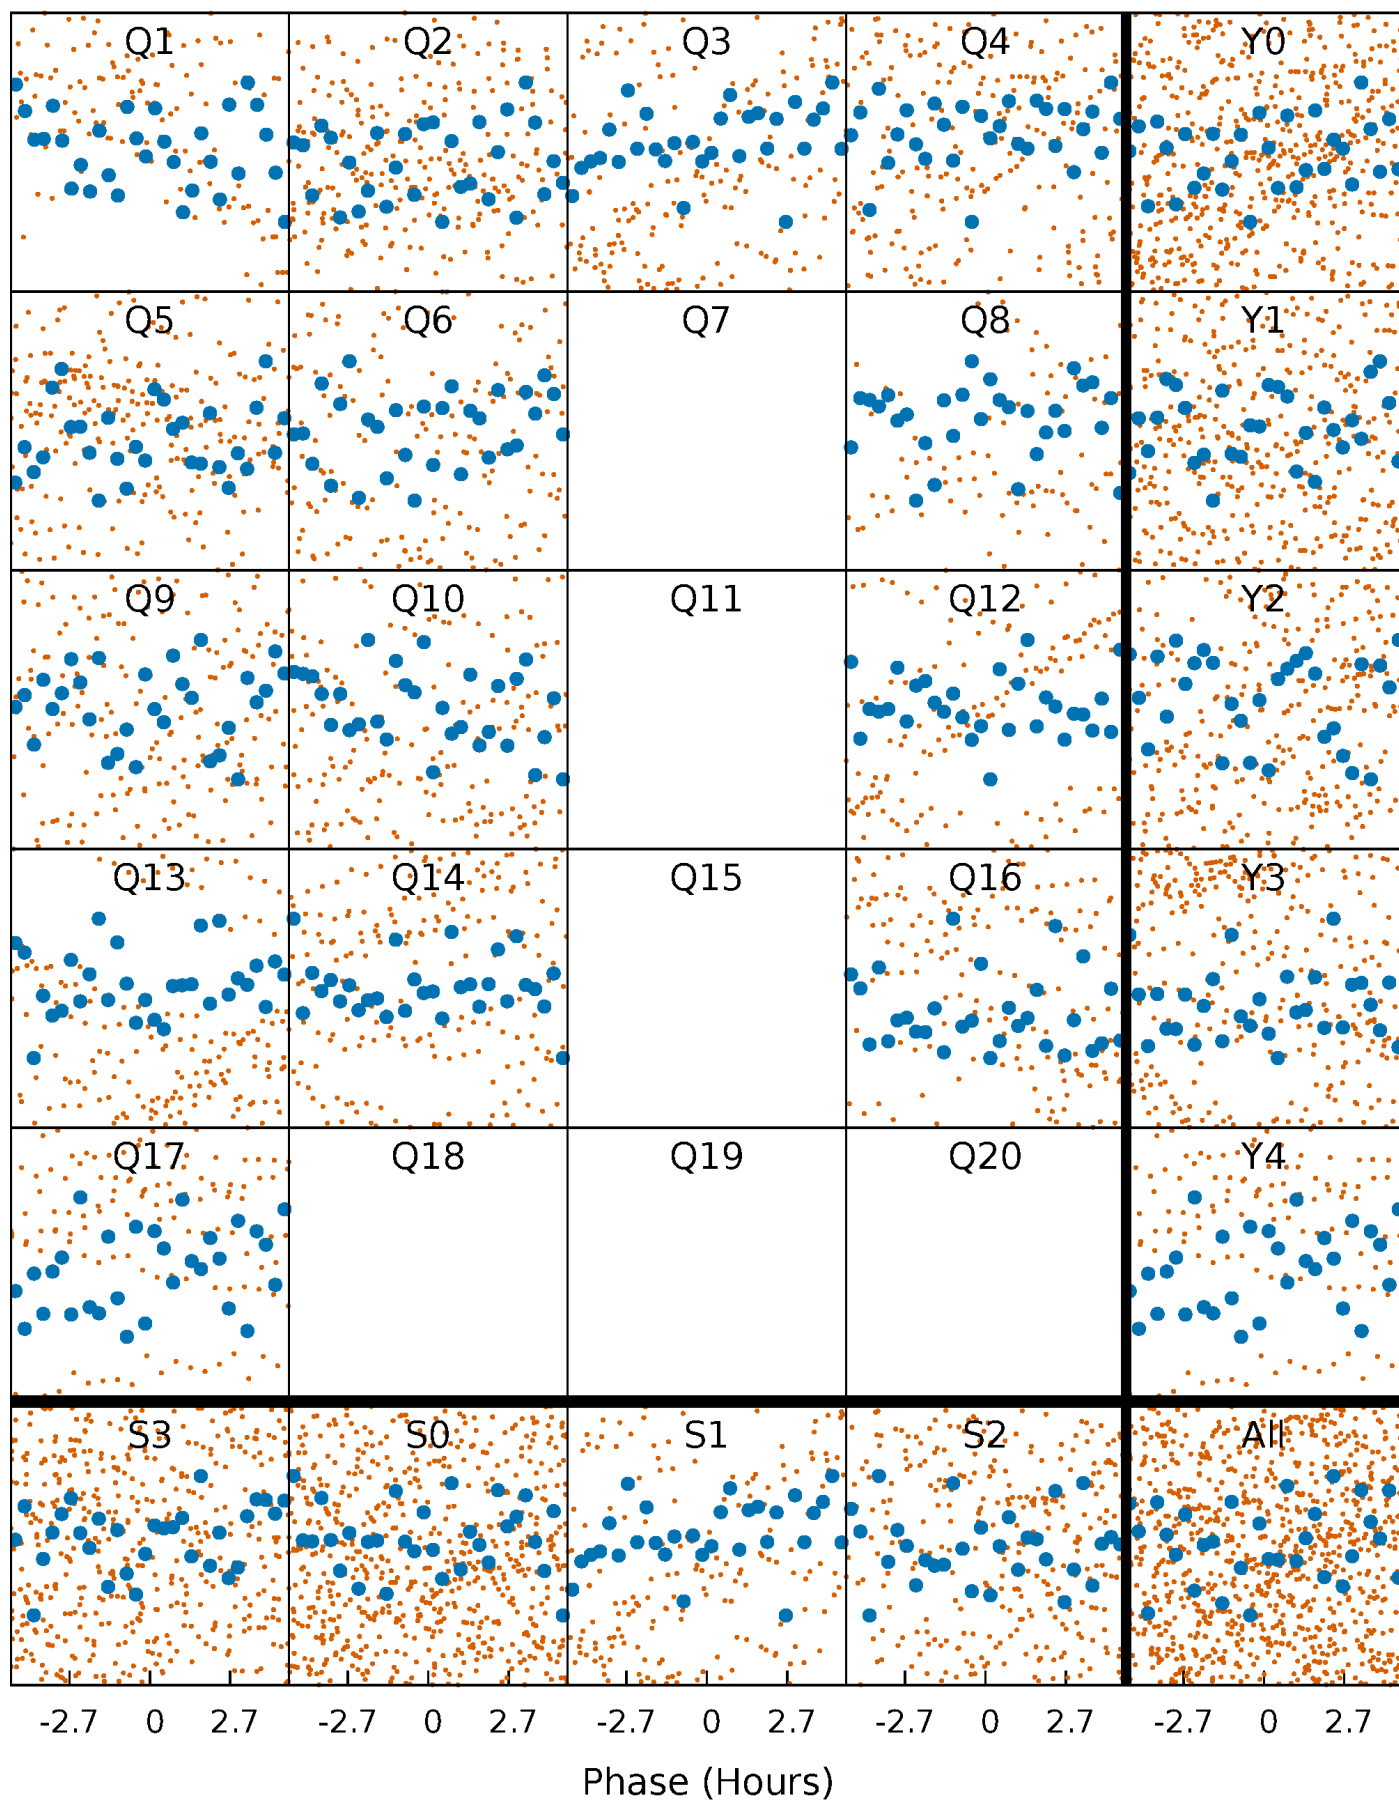 Q1 Q2 Q3 Q4 Y0
Q5 Q6 Q7 Q8 Y1
Q9 Q10 Q11 Q12 Y2
Q13 Q14 Q15 Q16 Y3
Q17 Q18 Q19 Q20 Y4
S3 S0 S1 S2 All
-2.7 0 2.7 -2.7 0 2.7 -2.7 0 2.7 -2.7 0 2.7 -2.7 0 2.7
Phase (Hours)